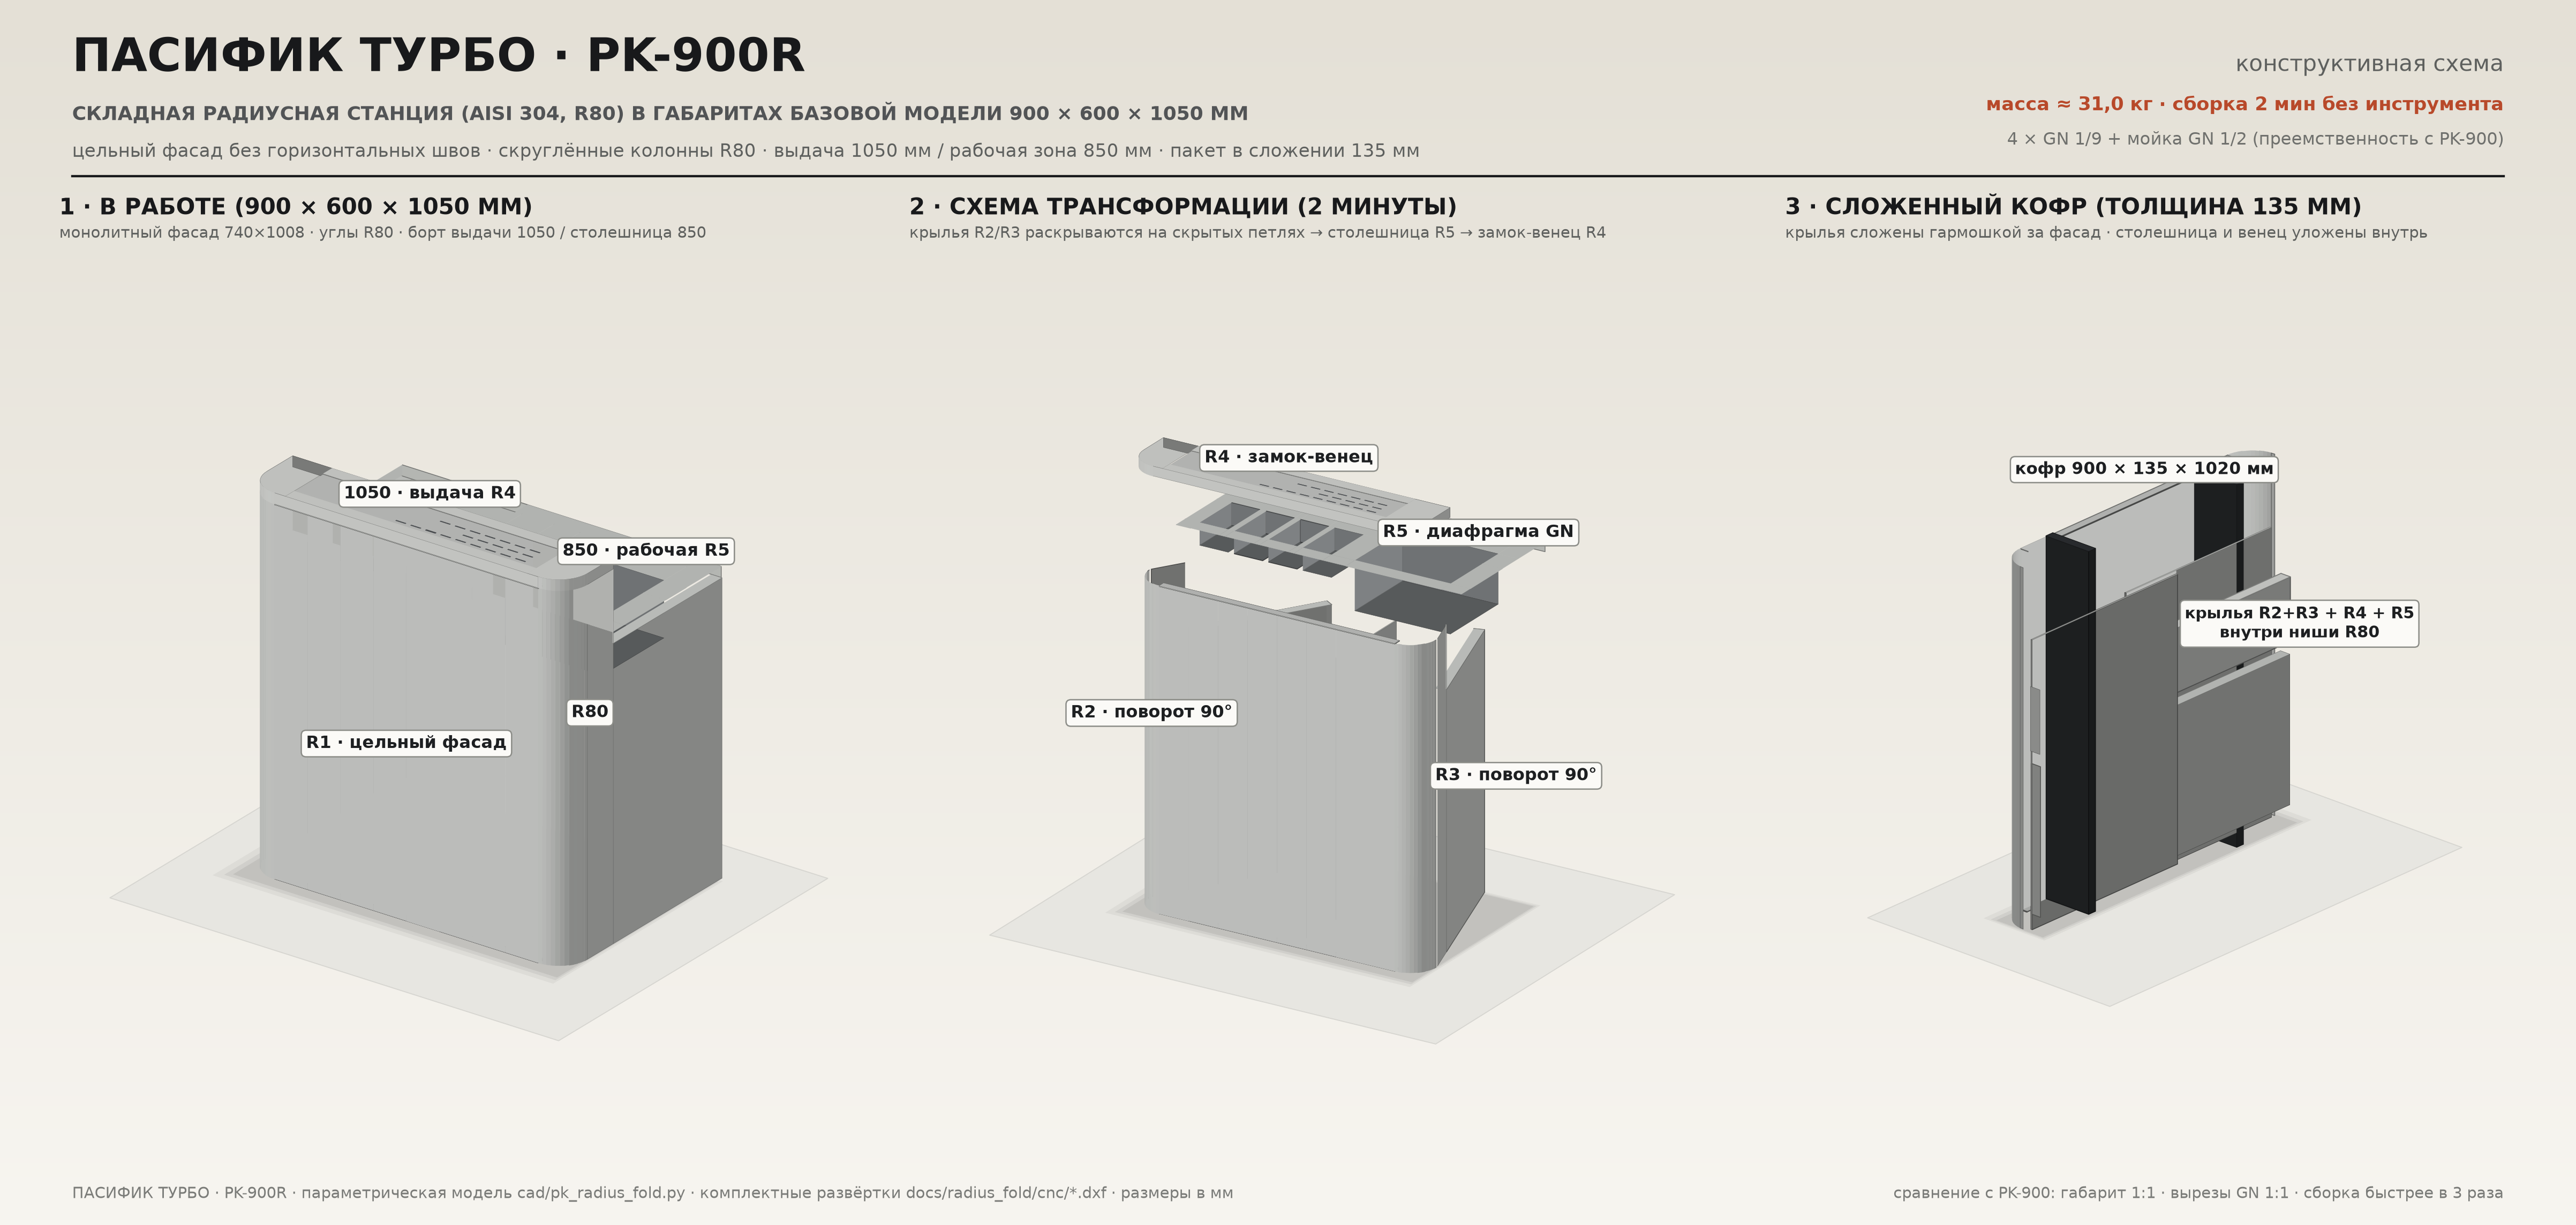 ПАСИФИК ТУРБО · PK-900R
конструктивная схема
масса ≈ 31,0 кг · сборка 2 мин без инструмента
СКЛАДНАЯ РАДИУСНАЯ СТАНЦИЯ (AISI 304, R80) В ГАБАРИТАХ БАЗОВОЙ МОДЕЛИ 900 × 600 × 1050 ММ
4 × GN 1/9 + мойка GN 1/2 (преемственность с PK-900)
цельный фасад без горизонтальных швов · скруглённые колонны R80 · выдача 1050 мм / рабочая зона 850 мм · пакет в сложении 135 мм
1 · В РАБОТЕ (900 × 600 × 1050 ММ)
монолитный фасад 740×1008 · углы R80 · борт выдачи 1050 / столешница 850
1050 · выдача R4
850 · рабочая R5
R80
R1 · цельный фасад
2 · СХЕМА ТРАНСФОРМАЦИИ (2 МИНУТЫ)
крылья R2/R3 раскрываются на скрытых петлях → столешница R5 → замок-венец R4
R4 · замок-венец
R5 · диафрагма GN
R2 · поворот 90°
R3 · поворот 90°
3 · СЛОЖЕННЫЙ КОФР (ТОЛЩИНА 135 ММ)
крылья сложены гармошкой за фасад · столешница и венец уложены внутрь
кофр 900 × 135 × 1020 мм
крылья R2+R3 + R4 + R5
внутри ниши R80
ПАСИФИК ТУРБО · PK-900R · параметрическая модель cad/pk_radius_fold.py · комплектные развёртки docs/radius_fold/cnc/*.dxf · размеры в мм
сравнение с PK-900: габарит 1:1 · вырезы GN 1:1 · сборка быстрее в 3 раза